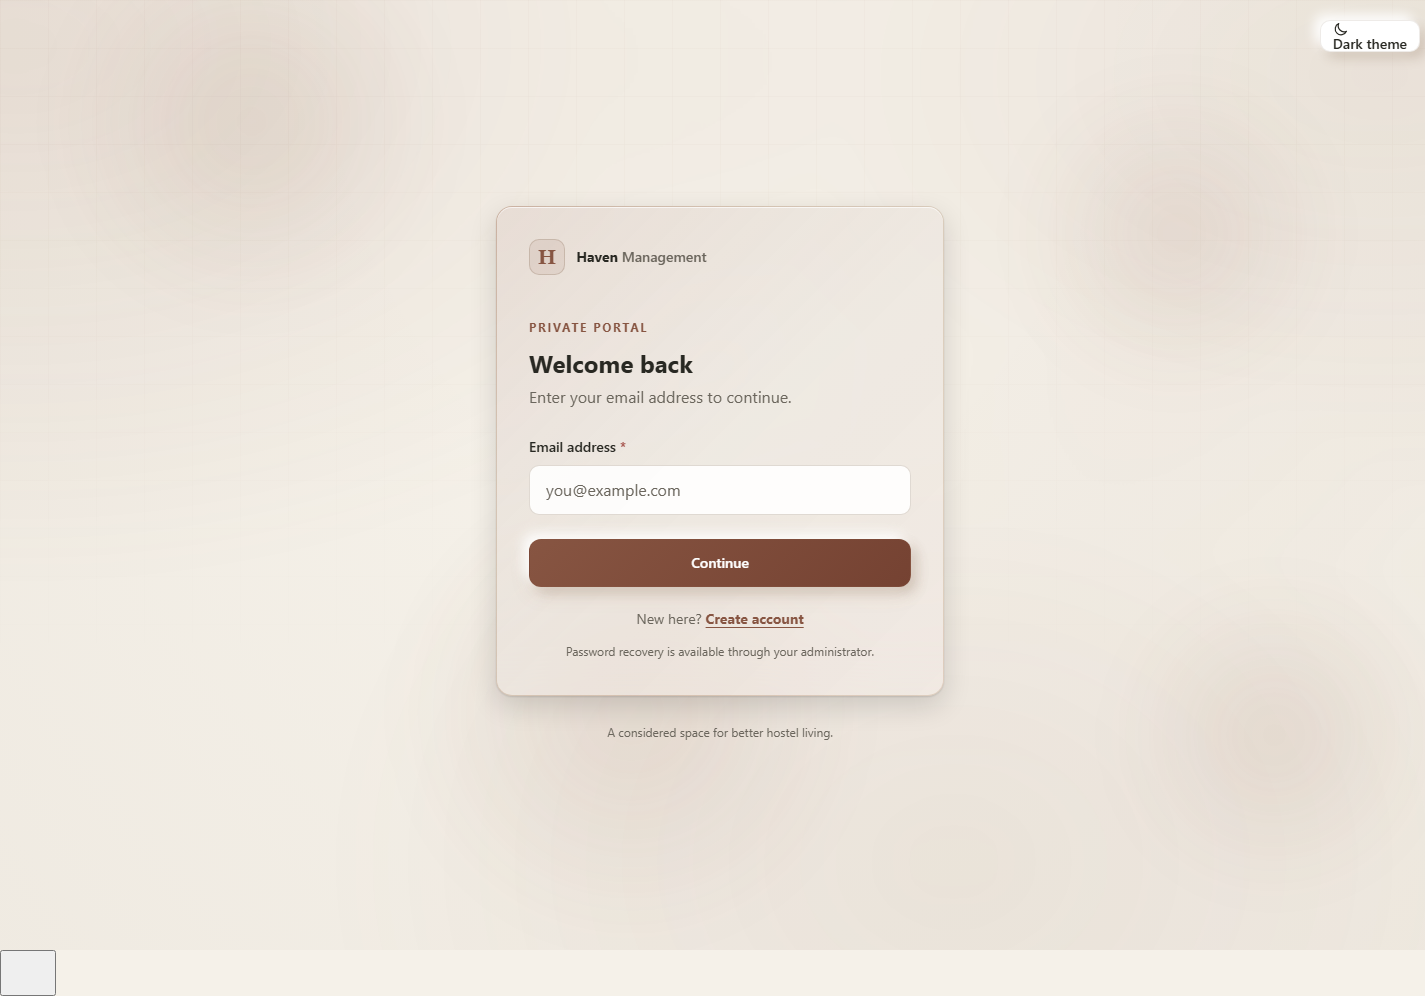 Dark theme
H
Haven Management
PRIVATE PORTAL
Welcome back
Enter your email address to continue.
Email address *
you@example.com
Continue
New here? Create account
Password recovery is available through your administrator.
A considered space for better hostel living.